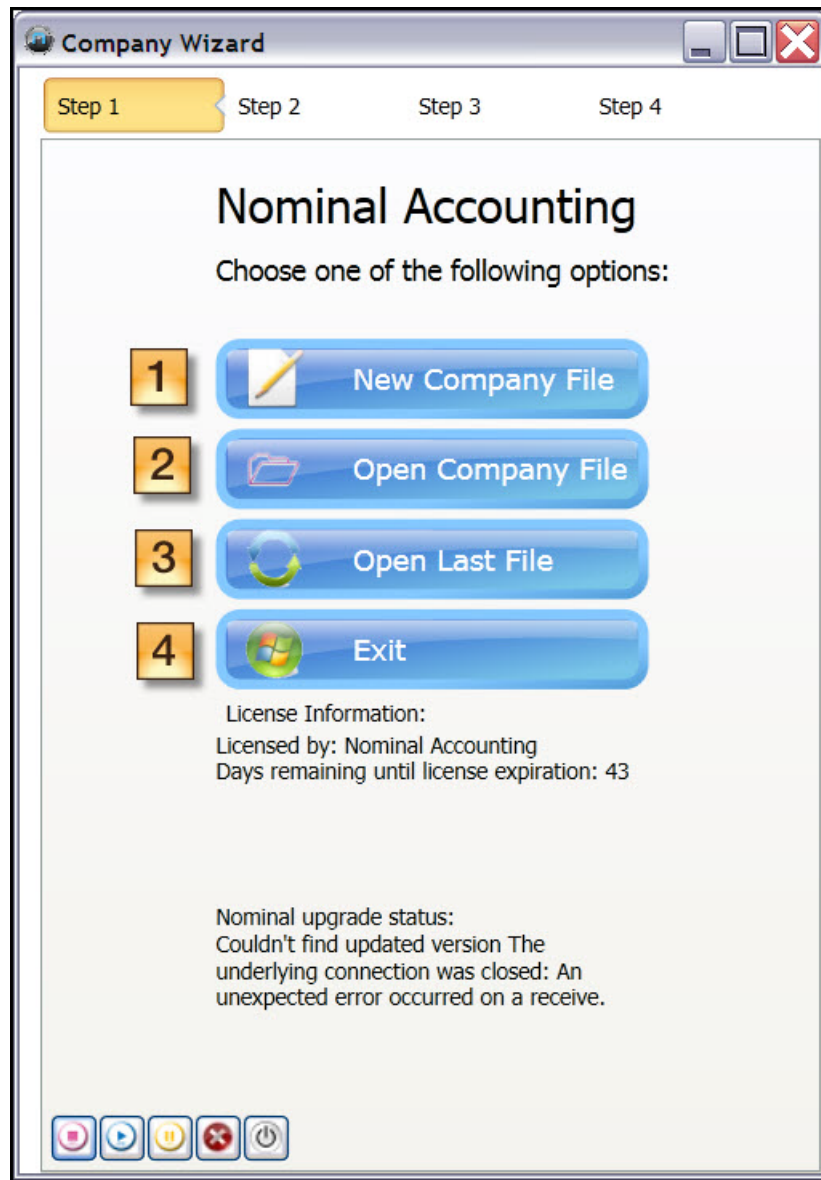 Company Wizard
Step 1 Step 2 Step 3 Step 4
Nominal Accounting
Choose one of the following options:
1 New Company File
2 Open Company File
3 Open Last File
4 Exit
License Information:
Licensed by: Nominal Accounting
Days remaining until license expiration: 43
Nominal upgrade status:
Couldn't find updated version The
underlying connection was closed: An
unexpected error occurred on a receive.